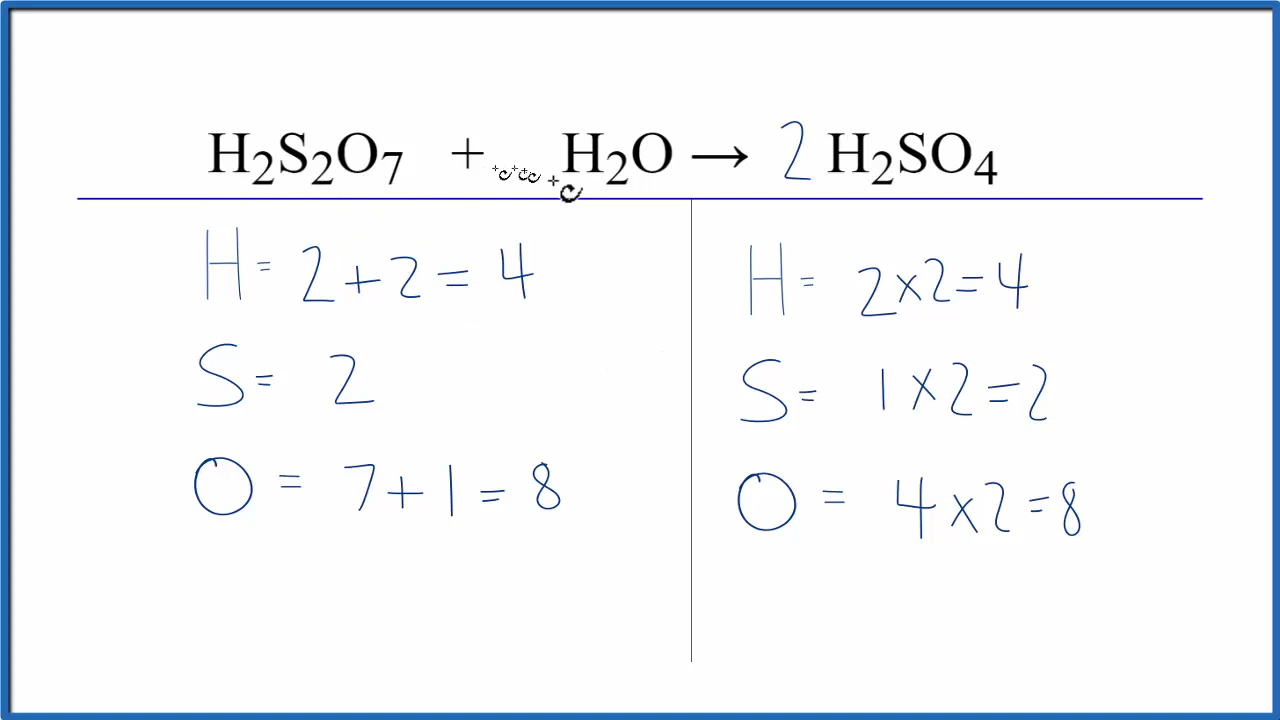 H2S2O7 + H2O → 2 H2SO4
H = 2+2=4
S = 2
O = 7+1=8
H = 2x2=4
S = 1x2=2
O = 4x2=8